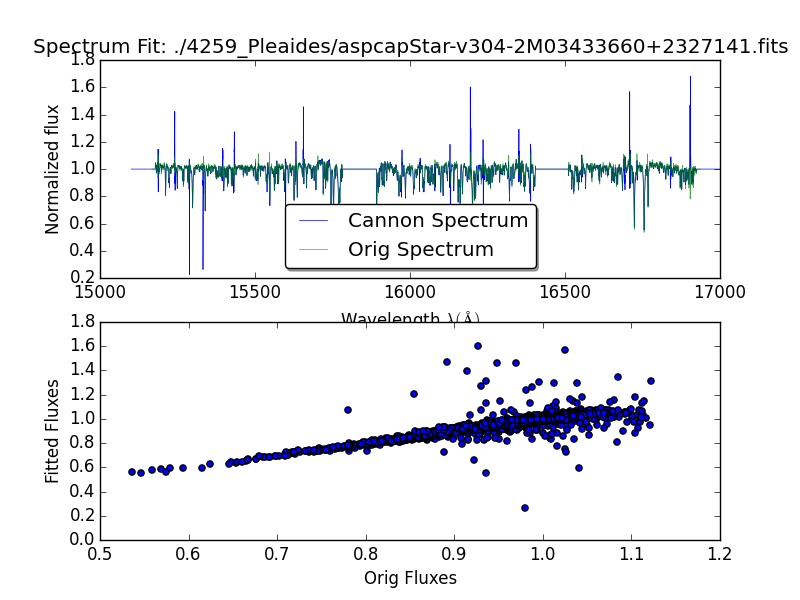 Spectrum Fit: ./4259_Pleaides/aspcapStar-v304-2M03433660+2327141.fits
1.8
1.6
1.4
1.2
1.0
0.8
0.6
0.4
0.2
Normalized flux
Cannon Spectrum
Orig Spectrum
15000 15500 16000 16500 17000
Wavelength λ(Å)
1.8
1.6
1.4
1.2
1.0
0.8
0.6
0.4
0.2
0.0
Fitted Fluxes
0.5 0.6 0.7 0.8 0.9 1.0 1.1 1.2
Orig Fluxes